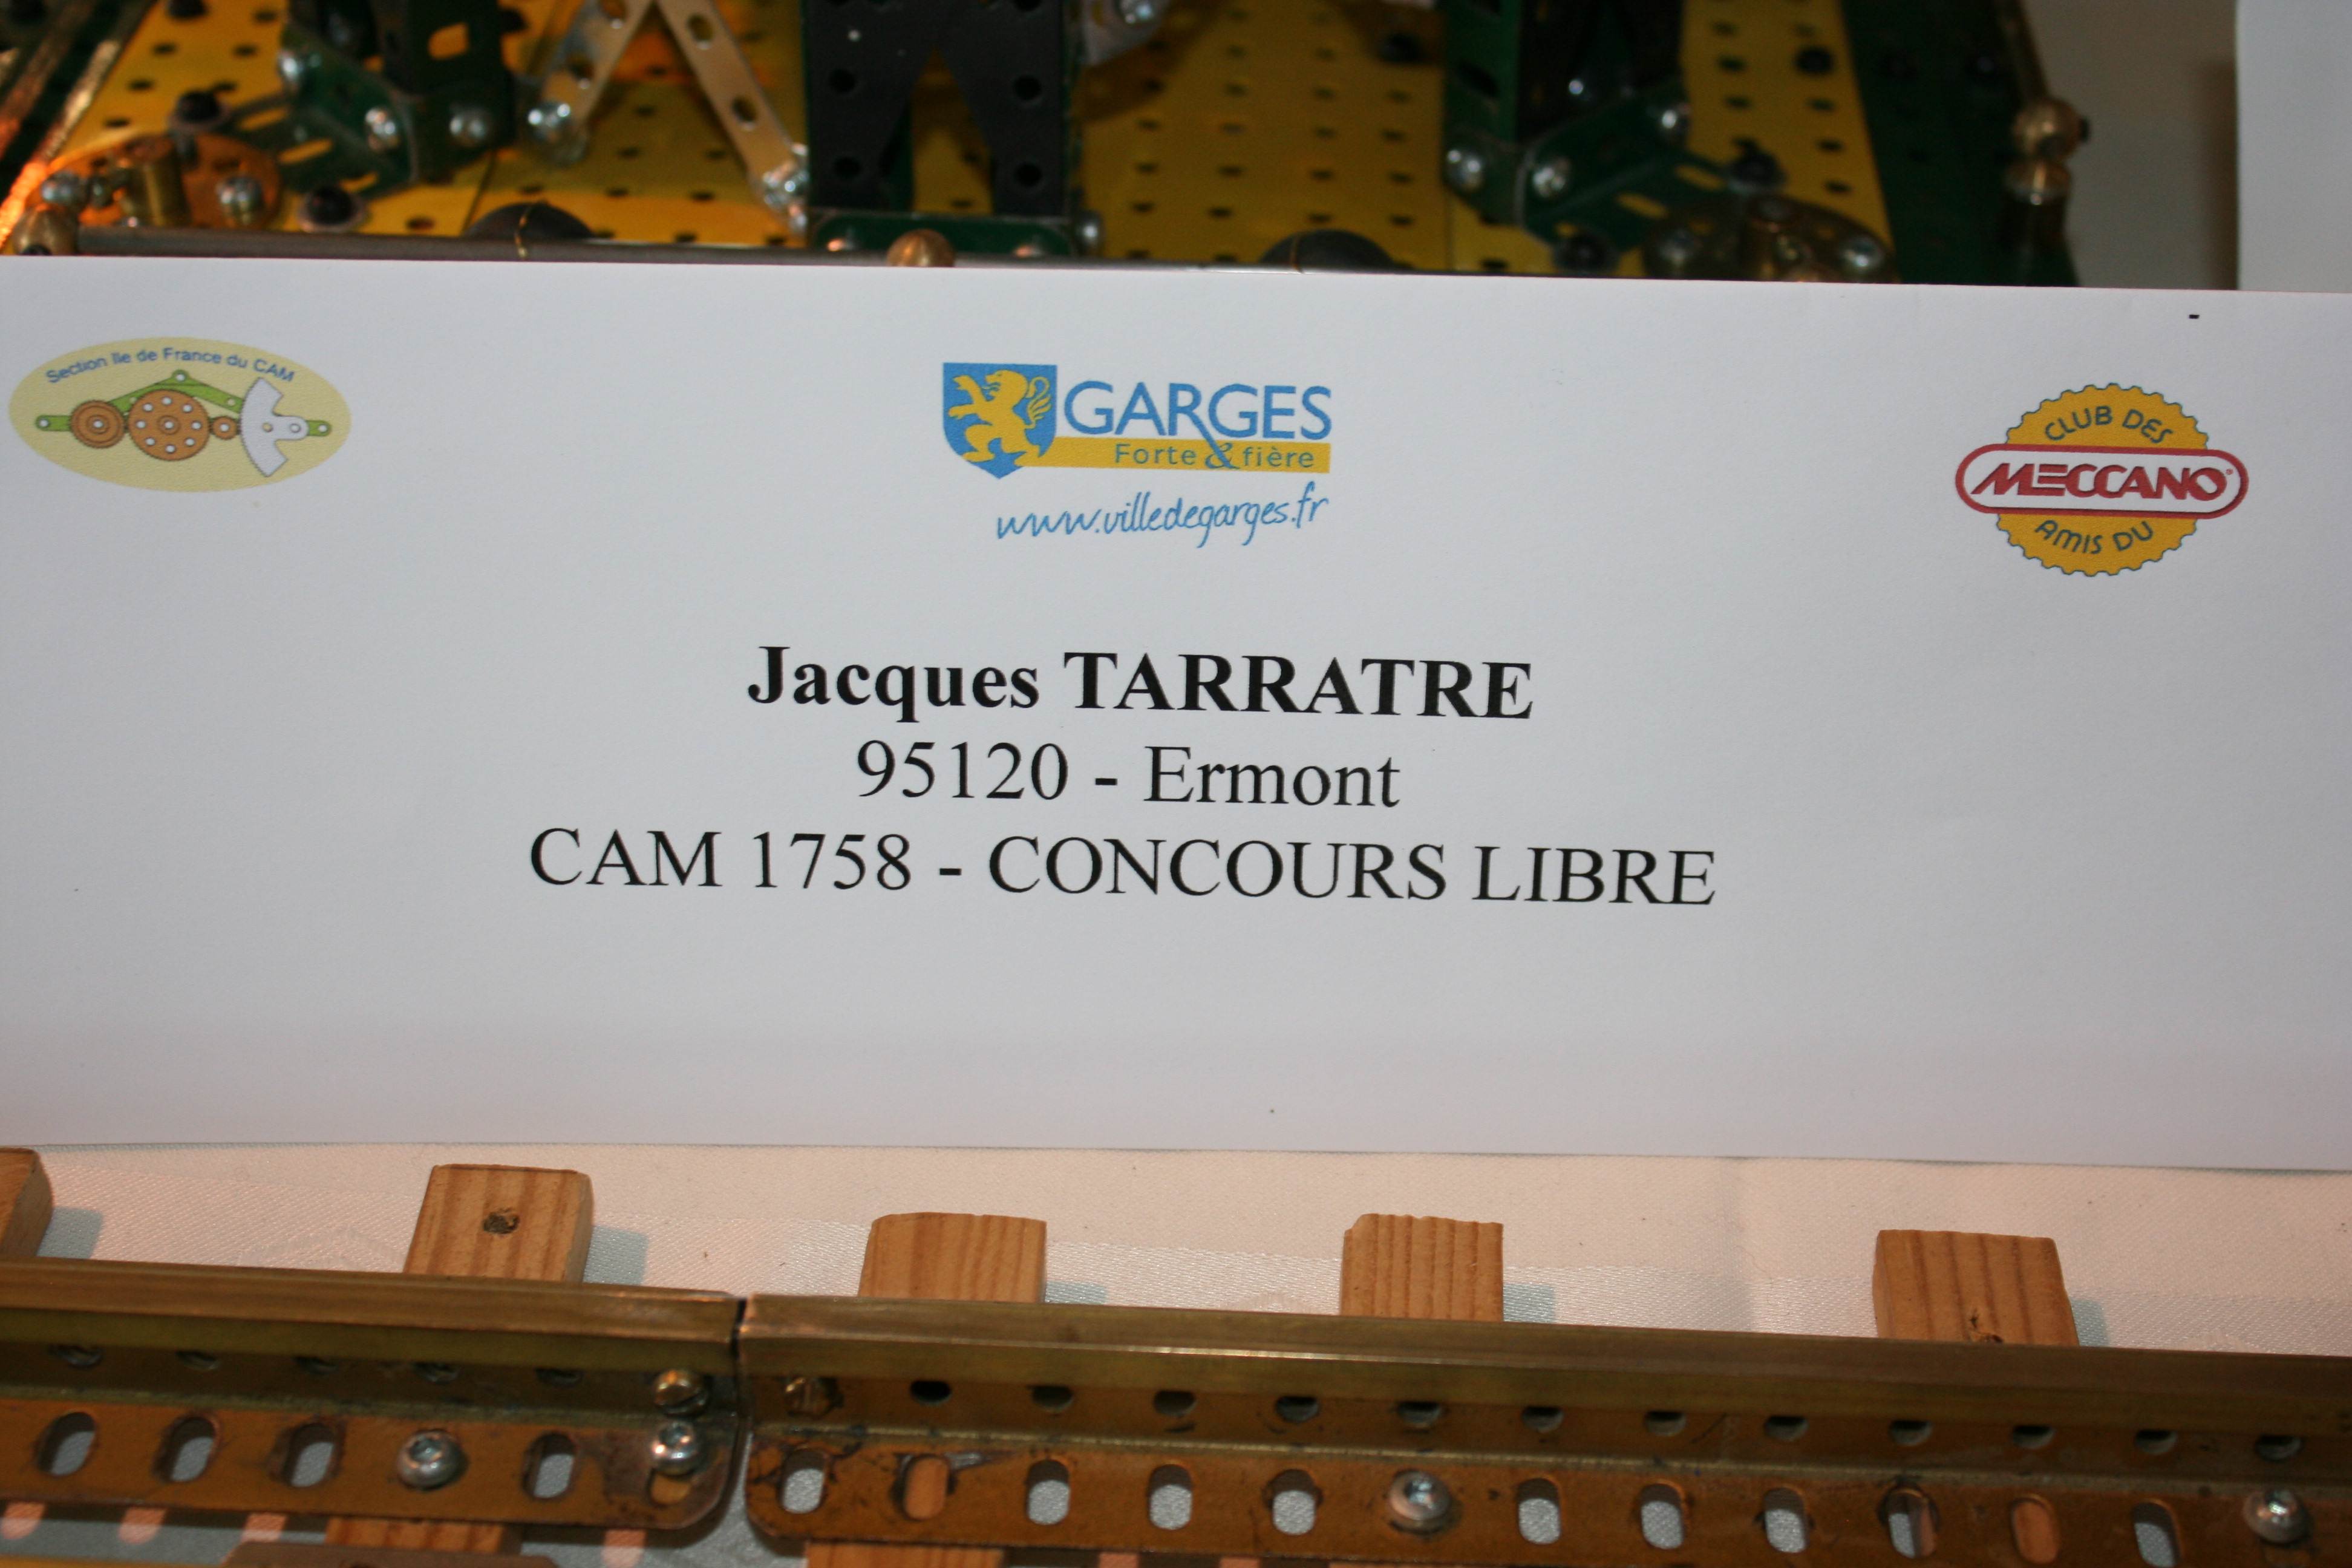 Section Ile de France du CAM
GARGES
Forte & fière
www.villedegarges.fr
CLUB DES
MECCANO
AMIS DU
Jacques TARRATRE
95120 - Ermont
CAM 1758 - CONCOURS LIBRE